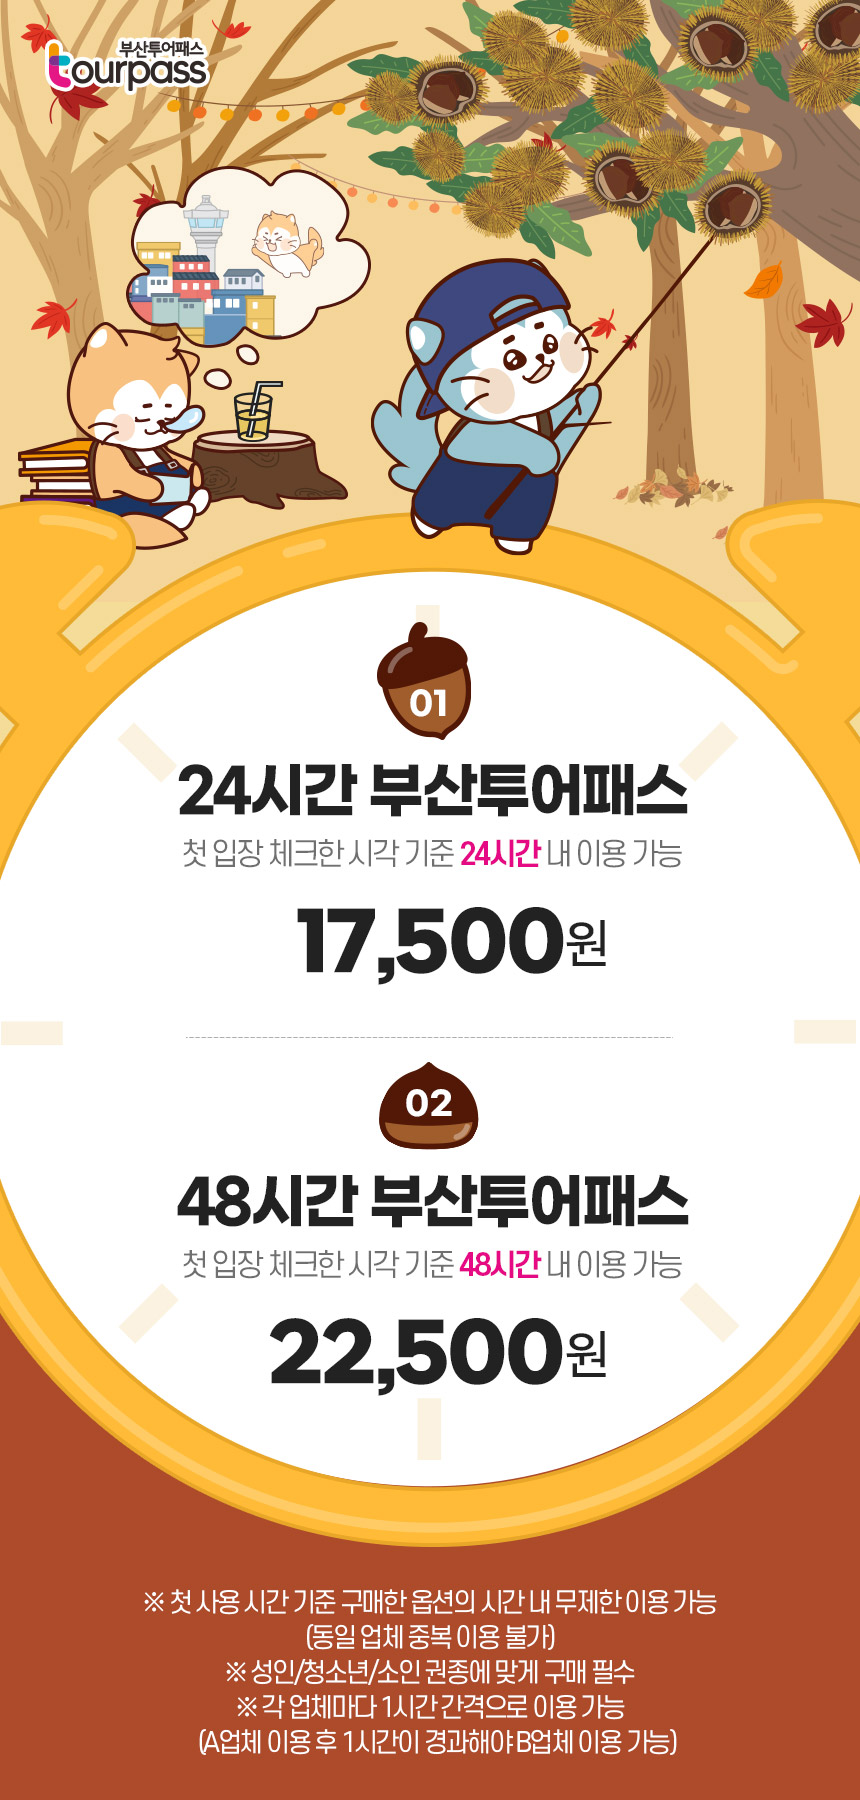 부산투어패스
tourpass
01
24시간 부산투어패스
첫 입장 체크한 시각 기준 24시간 내 이용 가능
17,500원
02
48시간 부산투어패스
첫 입장 체크한 시각 기준 48시간 내 이용 가능
22,500원
※ 첫 사용 시간 기준 구매한 옵션의 시간 내 무제한 이용 가능
(동일 업체 중복 이용 불가)
※ 성인/청소년/소인 권종에 맞게 구매 필수
※ 각 업체마다 1시간 간격으로 이용 가능
(A업체 이용 후 1시간이 경과해야 B업체 이용 가능)